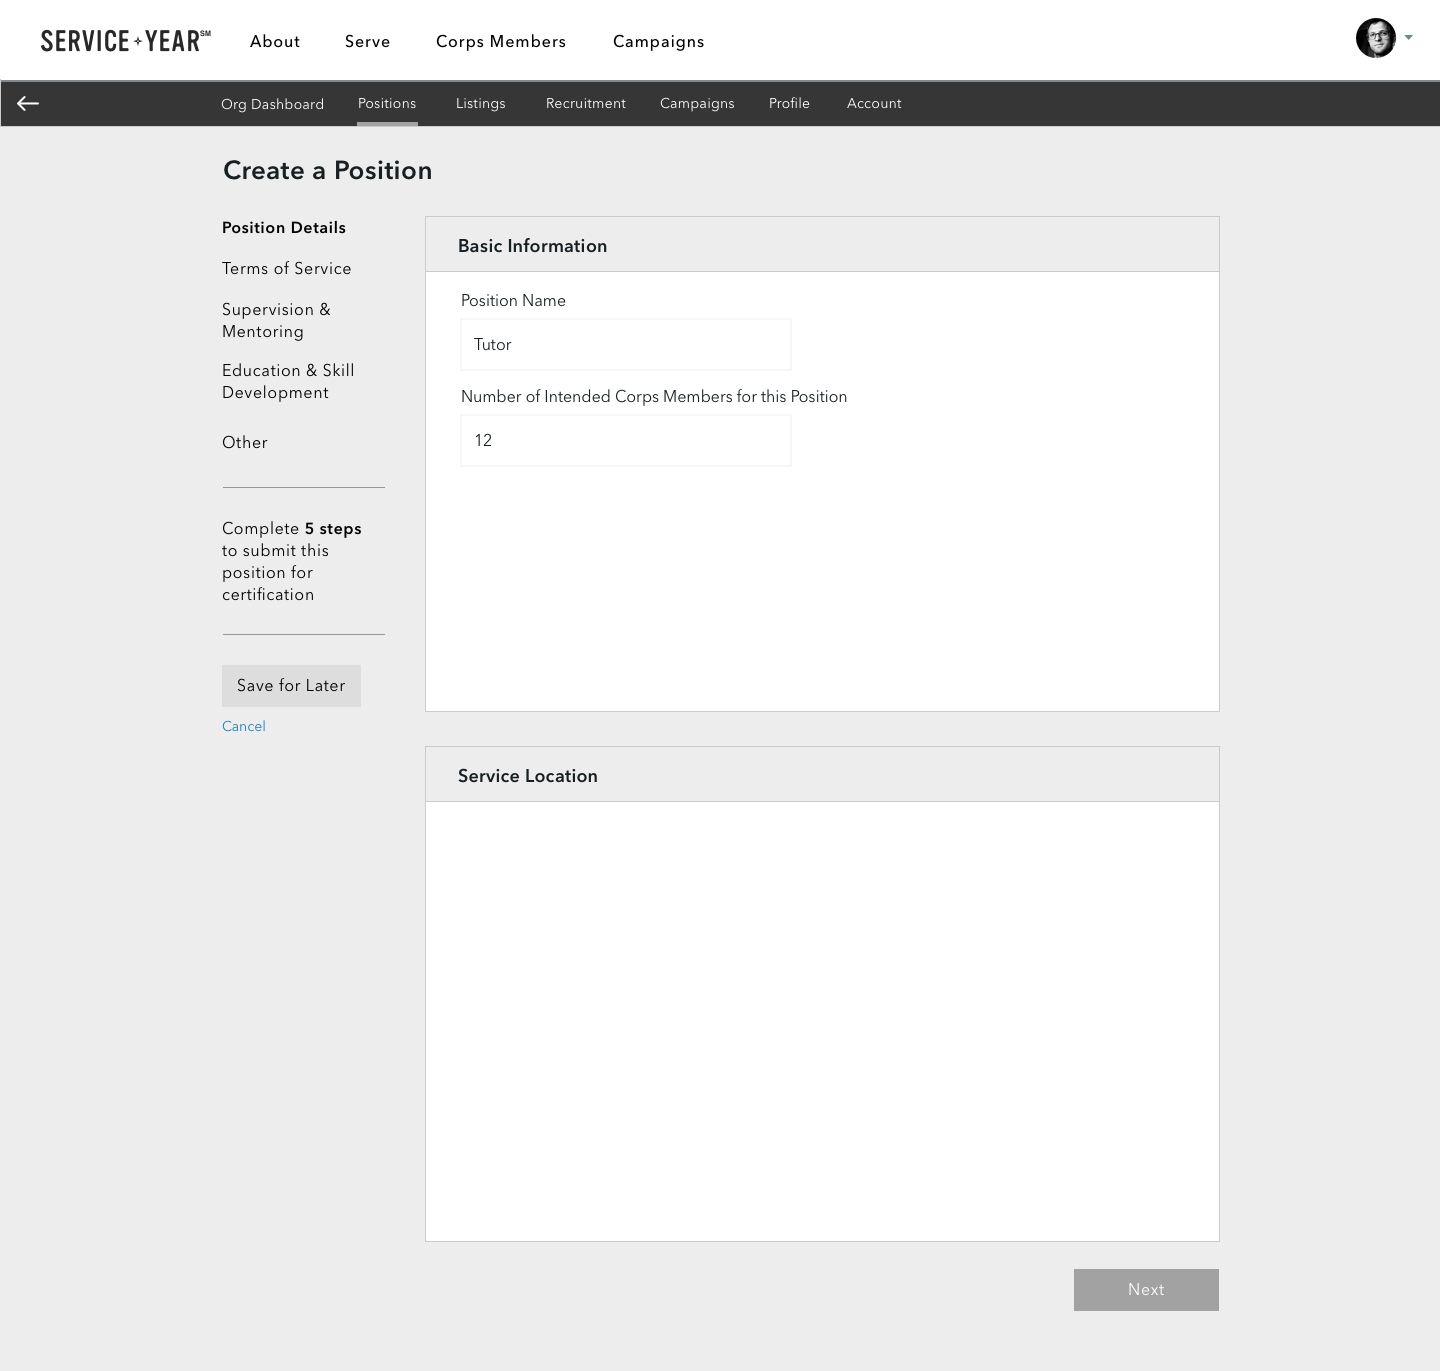 SERVICE YEAR SM
About Serve Corps Members Campaigns
Org Dashboard Positions Listings Recruitment Campaigns Profile Account
Create a Position
Position Details
Terms of Service
Supervision &
Mentoring
Education & Skill
Development
Other
Complete 5 steps
to submit this
position for
certification
Save for Later
Cancel
Basic Information
Position Name
Tutor
Number of Intended Corps Members for this Position
12
Service Location
Next